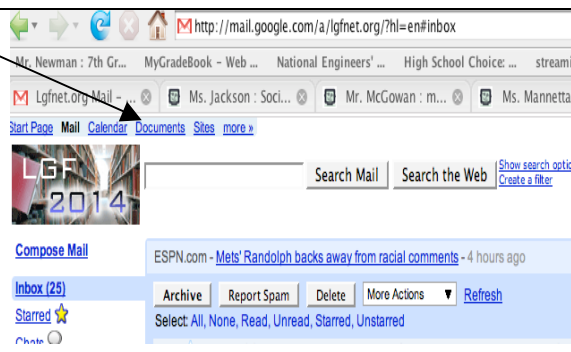 http://mail.google.com/a/lgfnet.org/?hl=en#inbox
Mr. Newman : 7th Gr... MyGradeBook - Web ... National Engineers' ... High School Choice: ... streami
Lgfnet.org Mail - ... Ms. Jackson : Soci... Mr. McGowan : m... Ms. Mannetta
Start Page Mail Calendar Documents Sites more »
LGF
2014
Search Mail Search the Web
Show search optio
Create a filter
Compose Mail
ESPN.com - Mets' Randolph backs away from racial comments - 4 hours ago
Inbox (25)
Archive Report Spam Delete More Actions Refresh
Starred
Select: All, None, Read, Unread, Starred, Unstarred
Chats